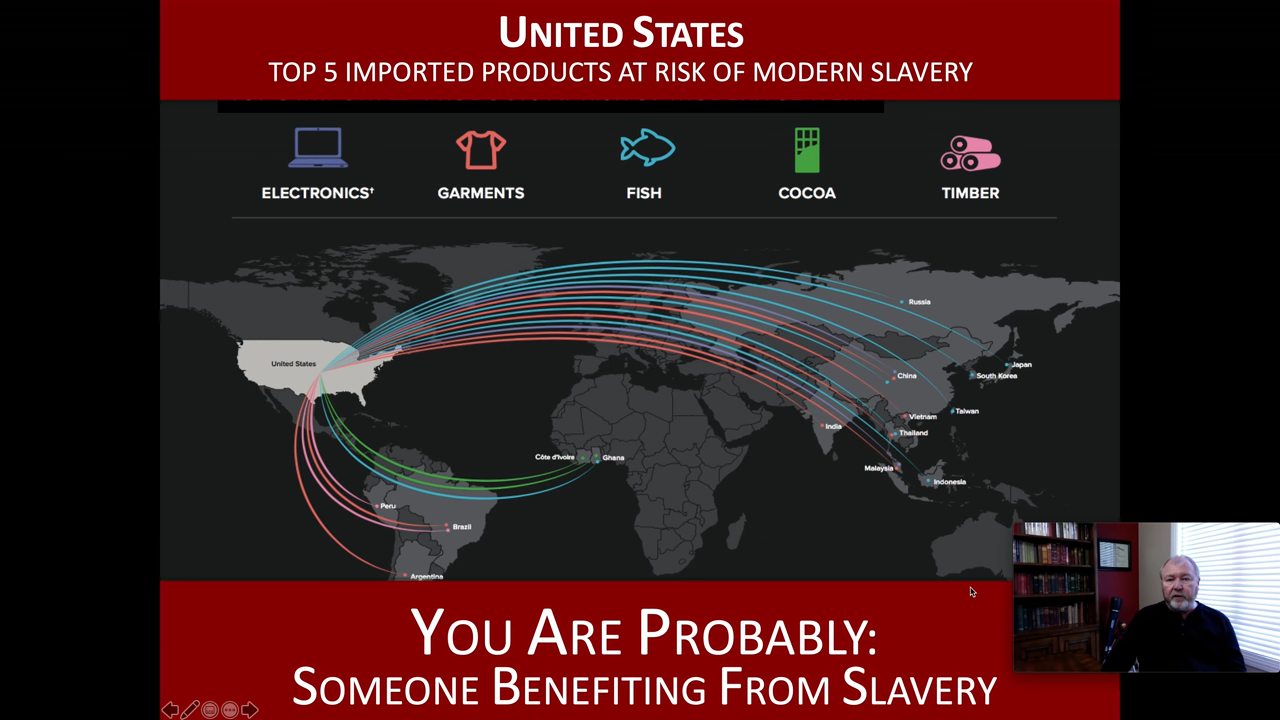 UNITED STATES
TOP 5 IMPORTED PRODUCTS AT RISK OF MODERN SLAVERY
ELECTRONICS† GARMENTS FISH COCOA TIMBER
Russia
United States
Japan
China
South Korea
Taiwan
Vietnam
India
Thailand
Côte d'Ivoire
Ghana
Malaysia
Indonesia
Peru
Brazil
Argentina
YOU ARE PROBABLY:
SOMEONE BENEFITING FROM SLAVERY